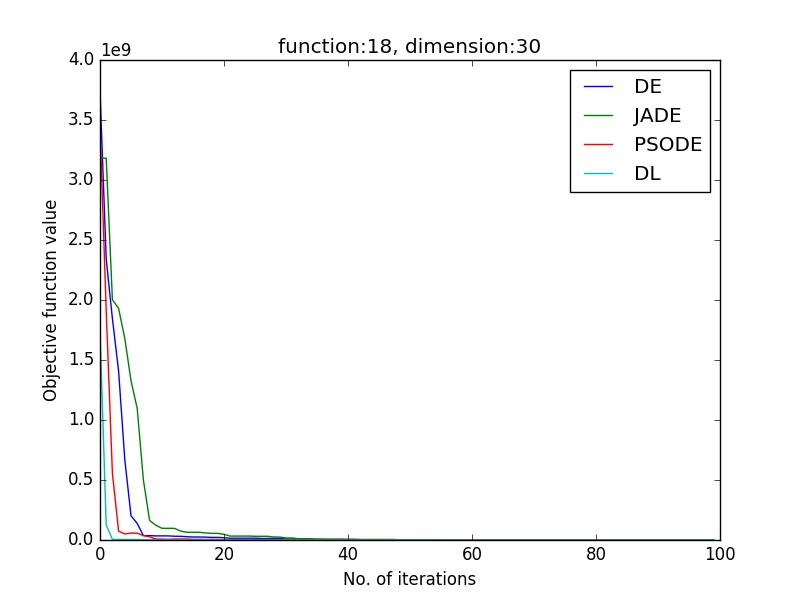 function:18, dimension:30
1e9
4.0
3.5
3.0
2.5
2.0
1.5
1.0
0.5
0.0
Objective function value
DE
JADE
PSODE
DL
0 20 40 60 80 100
No. of iterations